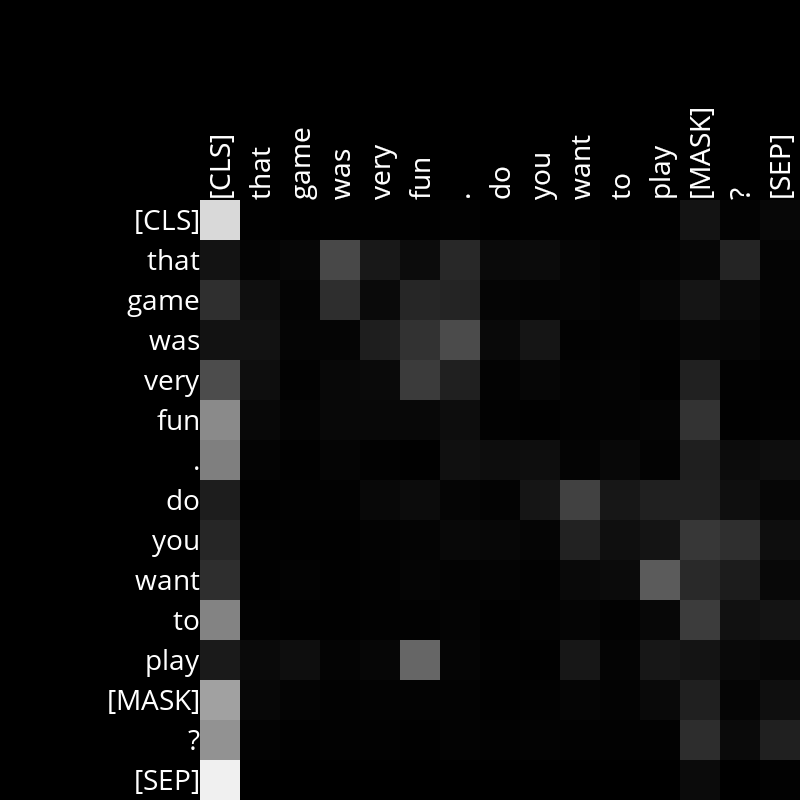 [CLS] that game was very fun . do you want to play [MASK] ? [SEP]
[CLS]
that
game
was
very
fun
.
do
you
want
to
play
[MASK]
?
[SEP]